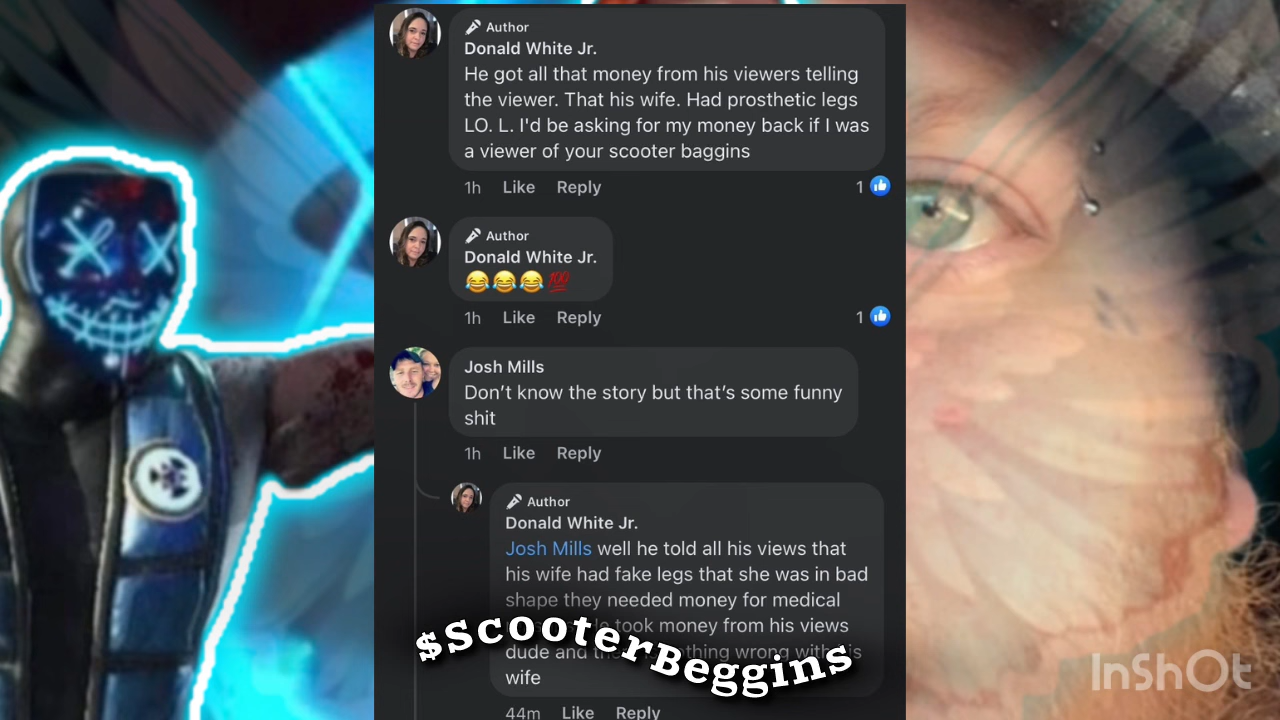 Author
Donald White Jr.
He got all that money from his viewers telling
the viewer. That his wife. Had prosthetic legs
LO. L. I'd be asking for my money back if I was
a viewer of your scooter baggins
1h Like Reply 1
Author
Donald White Jr.
😂😂😂💯
1h Like Reply 1
Josh Mills
Don’t know the story but that’s some funny
shit
1h Like Reply
Author
Donald White Jr.
Josh Mills well he told all his views that
his wife had fake legs that she was in bad
shape they needed money for medical
took money from his views
dude and wrong with his
wife
$ScooterBeggins
44m Like Reply
InShOt